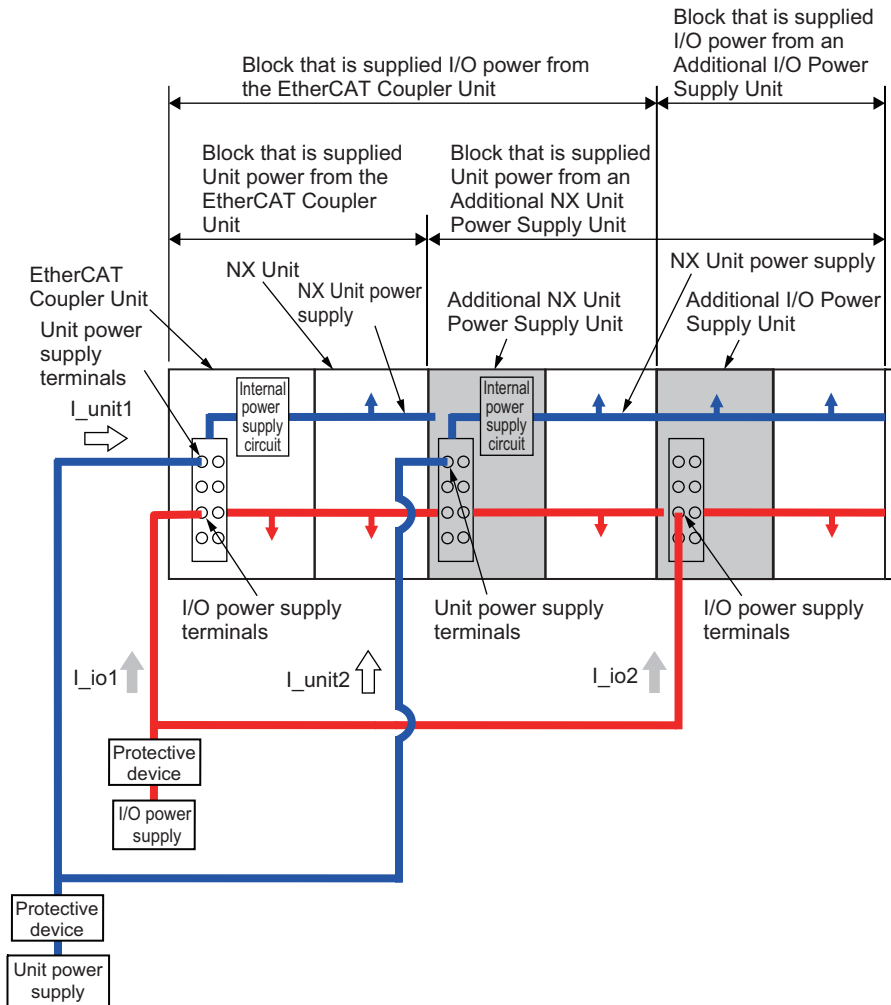 Block that is supplied
I/O power from an
Additional I/O Power
Supply Unit
Block that is supplied I/O power from
the EtherCAT Coupler Unit
Block that is supplied
Unit power from the
EtherCAT Coupler
Unit
Block that is supplied
Unit power from an
Additional NX Unit
Power Supply Unit
EtherCAT
Coupler Unit
NX Unit
NX Unit power
supply
Additional NX Unit
Power Supply Unit
NX Unit power supply
Additional I/O Power
Supply Unit
Unit power
supply
terminals
I_unit1
Internal
power
supply
circuit
Internal
power
supply
circuit
I/O power supply
terminals
Unit power supply
terminals
I/O power supply
terminals
I_io1
I_unit2
I_io2
Protective
device
I/O power
supply
Protective
device
Unit power
supply